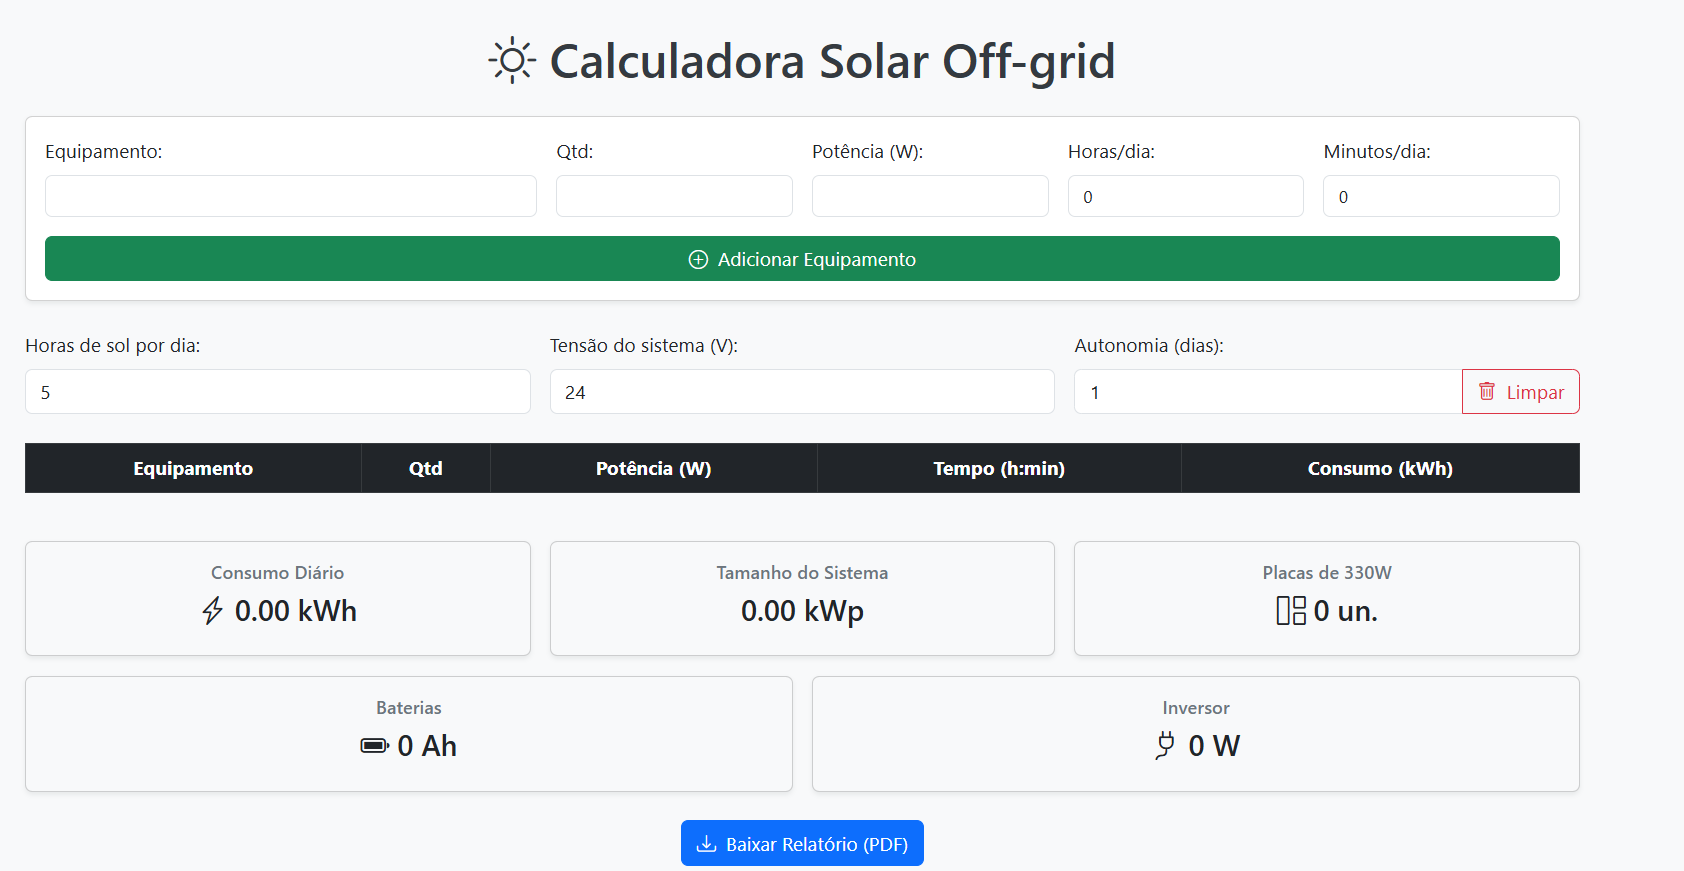 Calculadora Solar Off-grid
Equipamento: Qtd: Potência (W): Horas/dia: Minutos/dia:
0 0
Adicionar Equipamento
Horas de sol por dia: Tensão do sistema (V): Autonomia (dias):
5 24 1 Limpar
Equipamento Qtd Potência (W) Tempo (h:min) Consumo (kWh)
Consumo Diário Tamanho do Sistema Placas de 330W
0.00 kWh 0.00 kWp 0 un.
Baterias Inversor
0 Ah 0 W
Baixar Relatório (PDF)